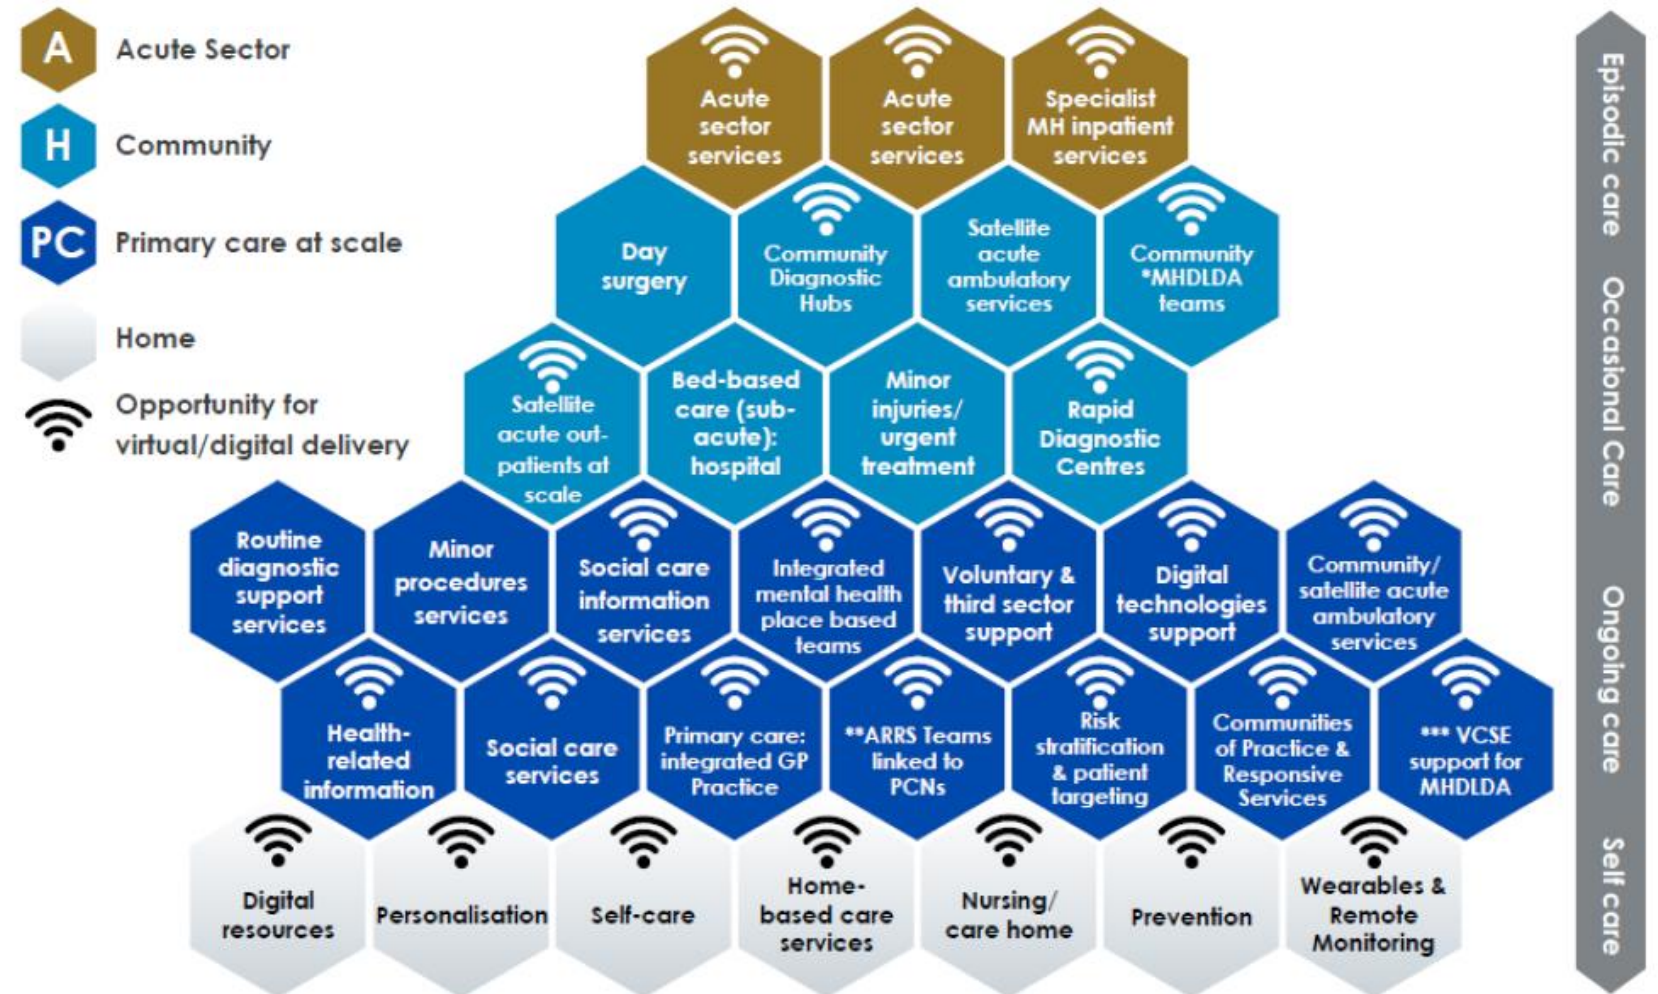 A
Acute Sector
H
Community
PC
Primary care at scale
Home
Opportunity for
virtual/digital delivery
Acute
sector
services
Acute
sector
services
Specialist
MH inpatient
services
Day
surgery
Community
Diagnostic
Hubs
Satellite
acute
ambulatory
services
Community
*MHDLDA
teams
Satellite
acute out-
patients at
scale
Bed-based
care (sub-
acute):
hospital
Minor
injuries/
urgent
treatment
Rapid
Diagnostic
Centres
Routine
diagnostic
support
services
Minor
procedures
services
Social care
information
services
Integrated
mental health
place based
teams
Voluntary &
third sector
support
Digital
technologies
support
Community/
satellite acute
ambulatory
services
Health-
related
information
Social care
services
Primary care:
integrated GP
Practice
**ARRS Teams
linked to
PCNs
Risk
stratification
& patient
targeting
Communities
of Practice &
Responsive
Services
*** VCSE
support for
MHDLDA
Digital
resources
Personalisation
Self-care
Home-
based care
services
Nursing/
care home
Prevention
Wearables &
Remote
Monitoring
Episodic care
Occasional Care
Ongoing care
Self care